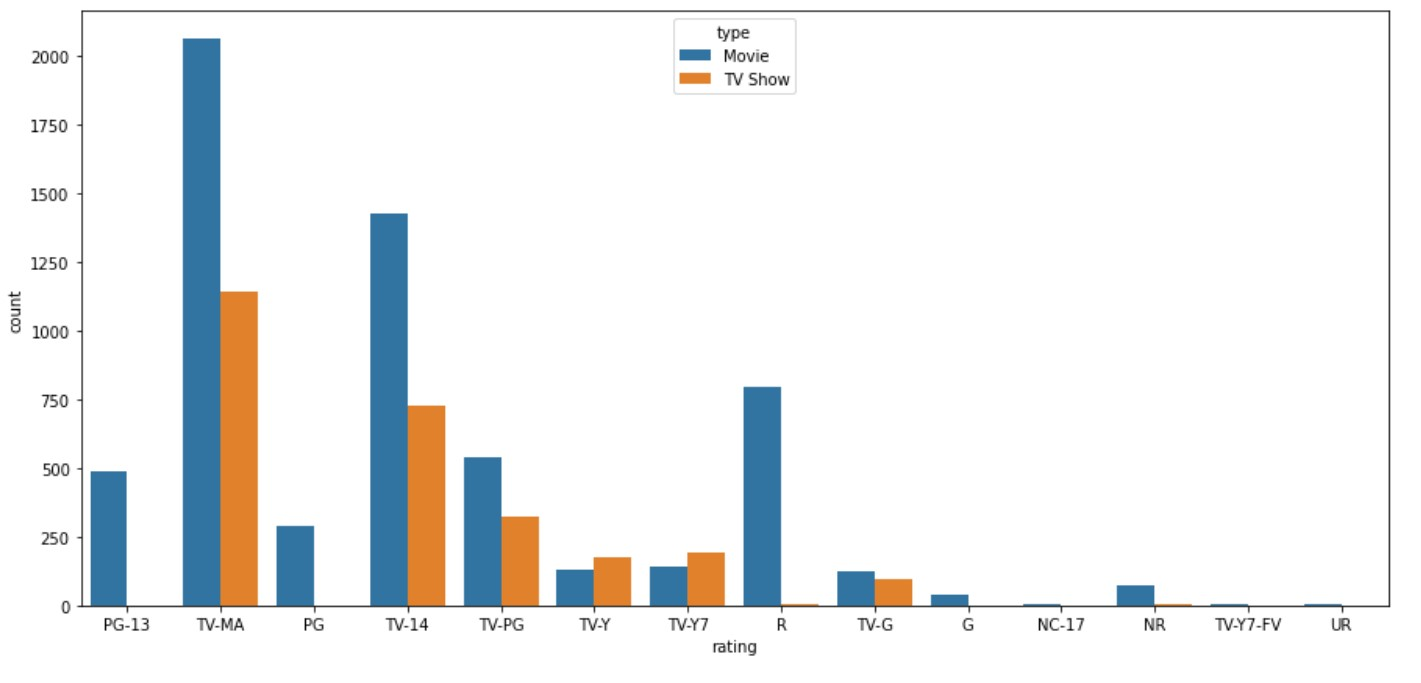 type
Movie
TV Show
2000
1750
1500
1250
1000
750
500
250
0
count
PG-13 TV-MA PG TV-14 TV-PG TV-Y TV-Y7 R TV-G G NC-17 NR TV-Y7-FV UR
rating